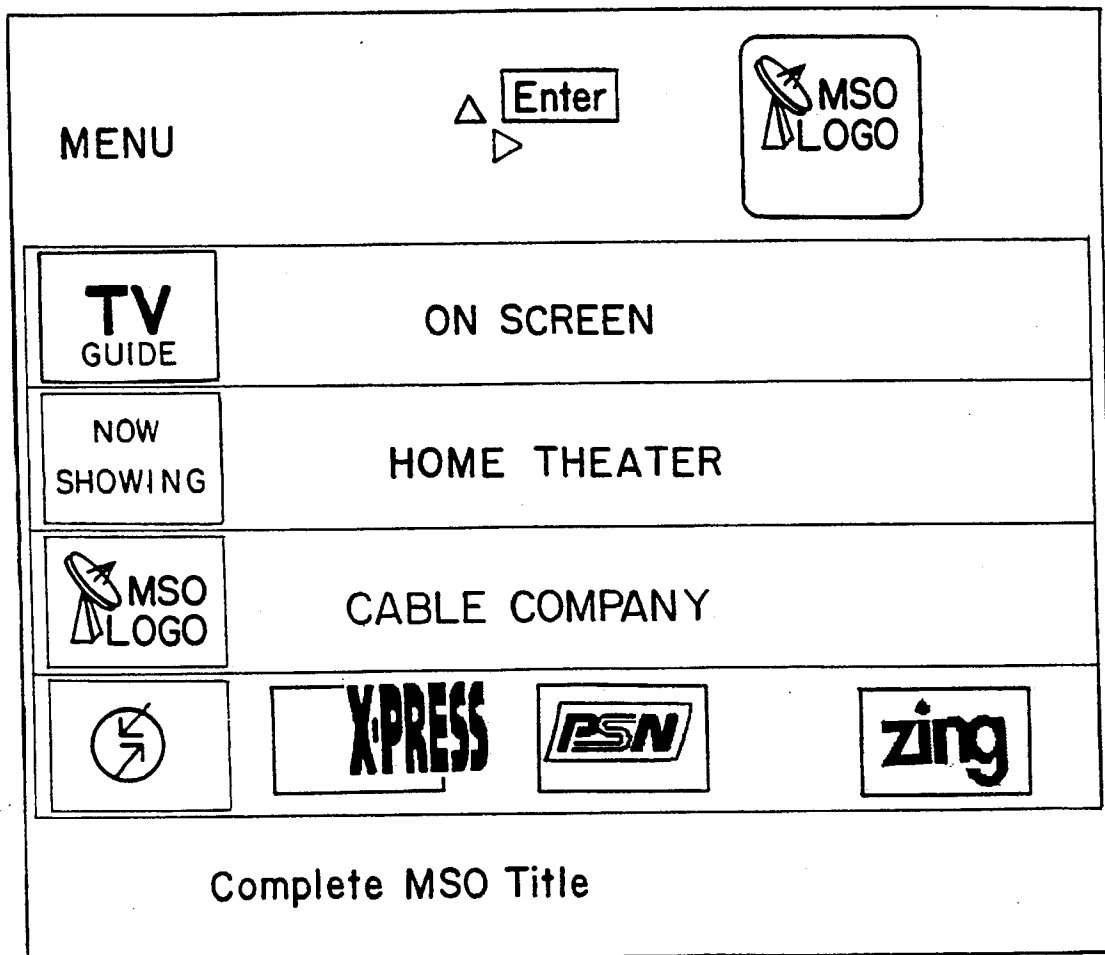 MENU
Enter
MSO
LOGO
TV
GUIDE
ON SCREEN
NOW
SHOWING
HOME THEATER
MSO
LOGO
CABLE COMPANY
X·PRESS
PSN
zing
Complete MSO Title